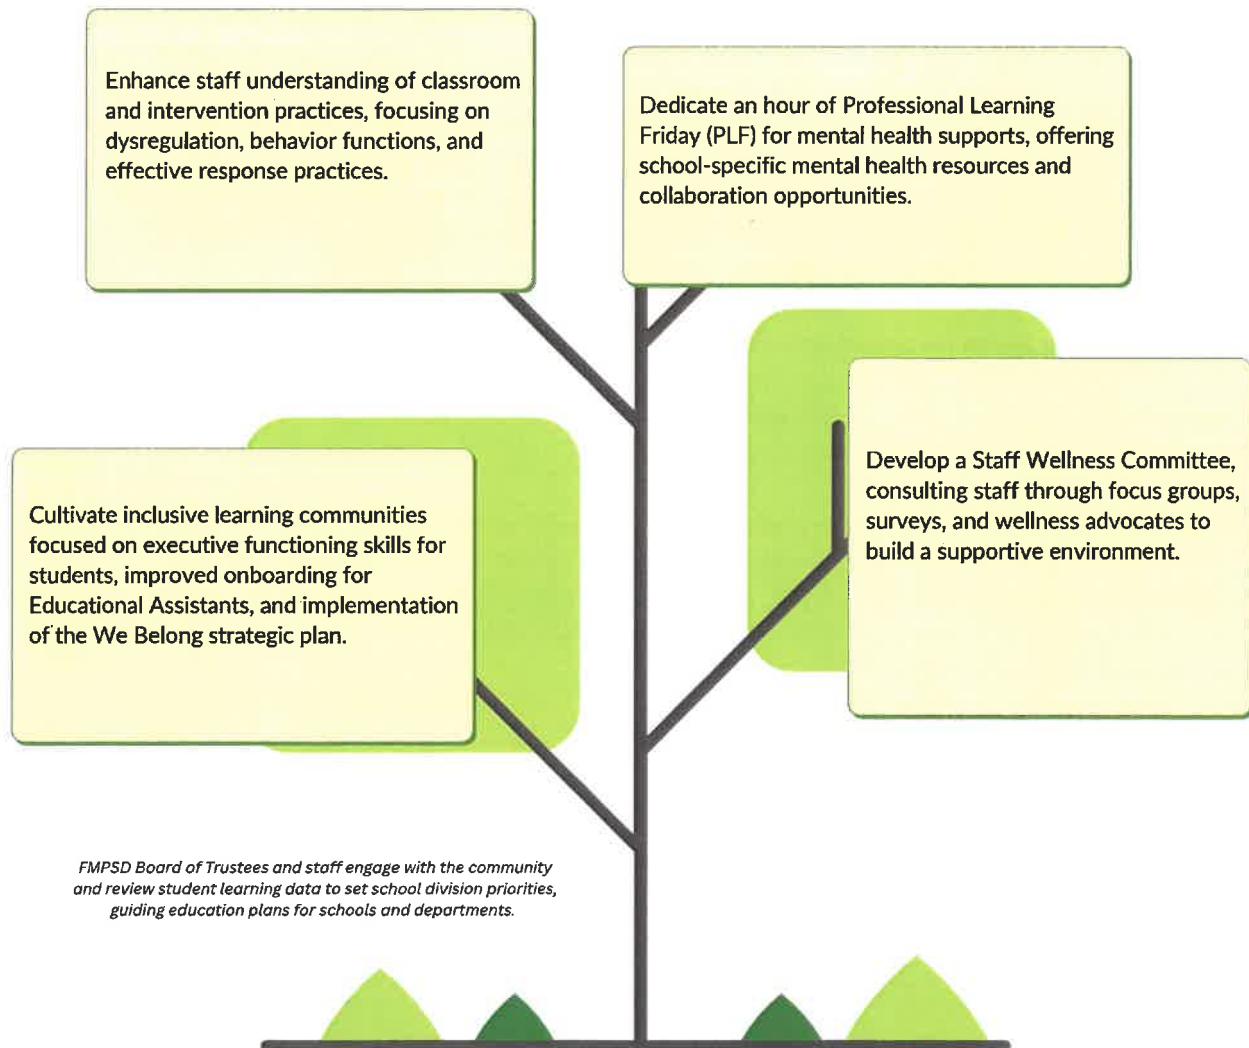 Enhance staff understanding of classroom
and intervention practices, focusing on
dysregulation, behavior functions, and
effective response practices.
Dedicate an hour of Professional Learning
Friday (PLF) for mental health supports, offering
school-specific mental health resources and
collaboration opportunities.
Cultivate inclusive learning communities
focused on executive functioning skills for
students, improved onboarding for
Educational Assistants, and implementation
of the We Belong strategic plan.
Develop a Staff Wellness Committee,
consulting staff through focus groups,
surveys, and wellness advocates to
build a supportive environment.
FMPSD Board of Trustees and staff engage with the community
and review student learning data to set school division priorities,
guiding education plans for schools and departments.